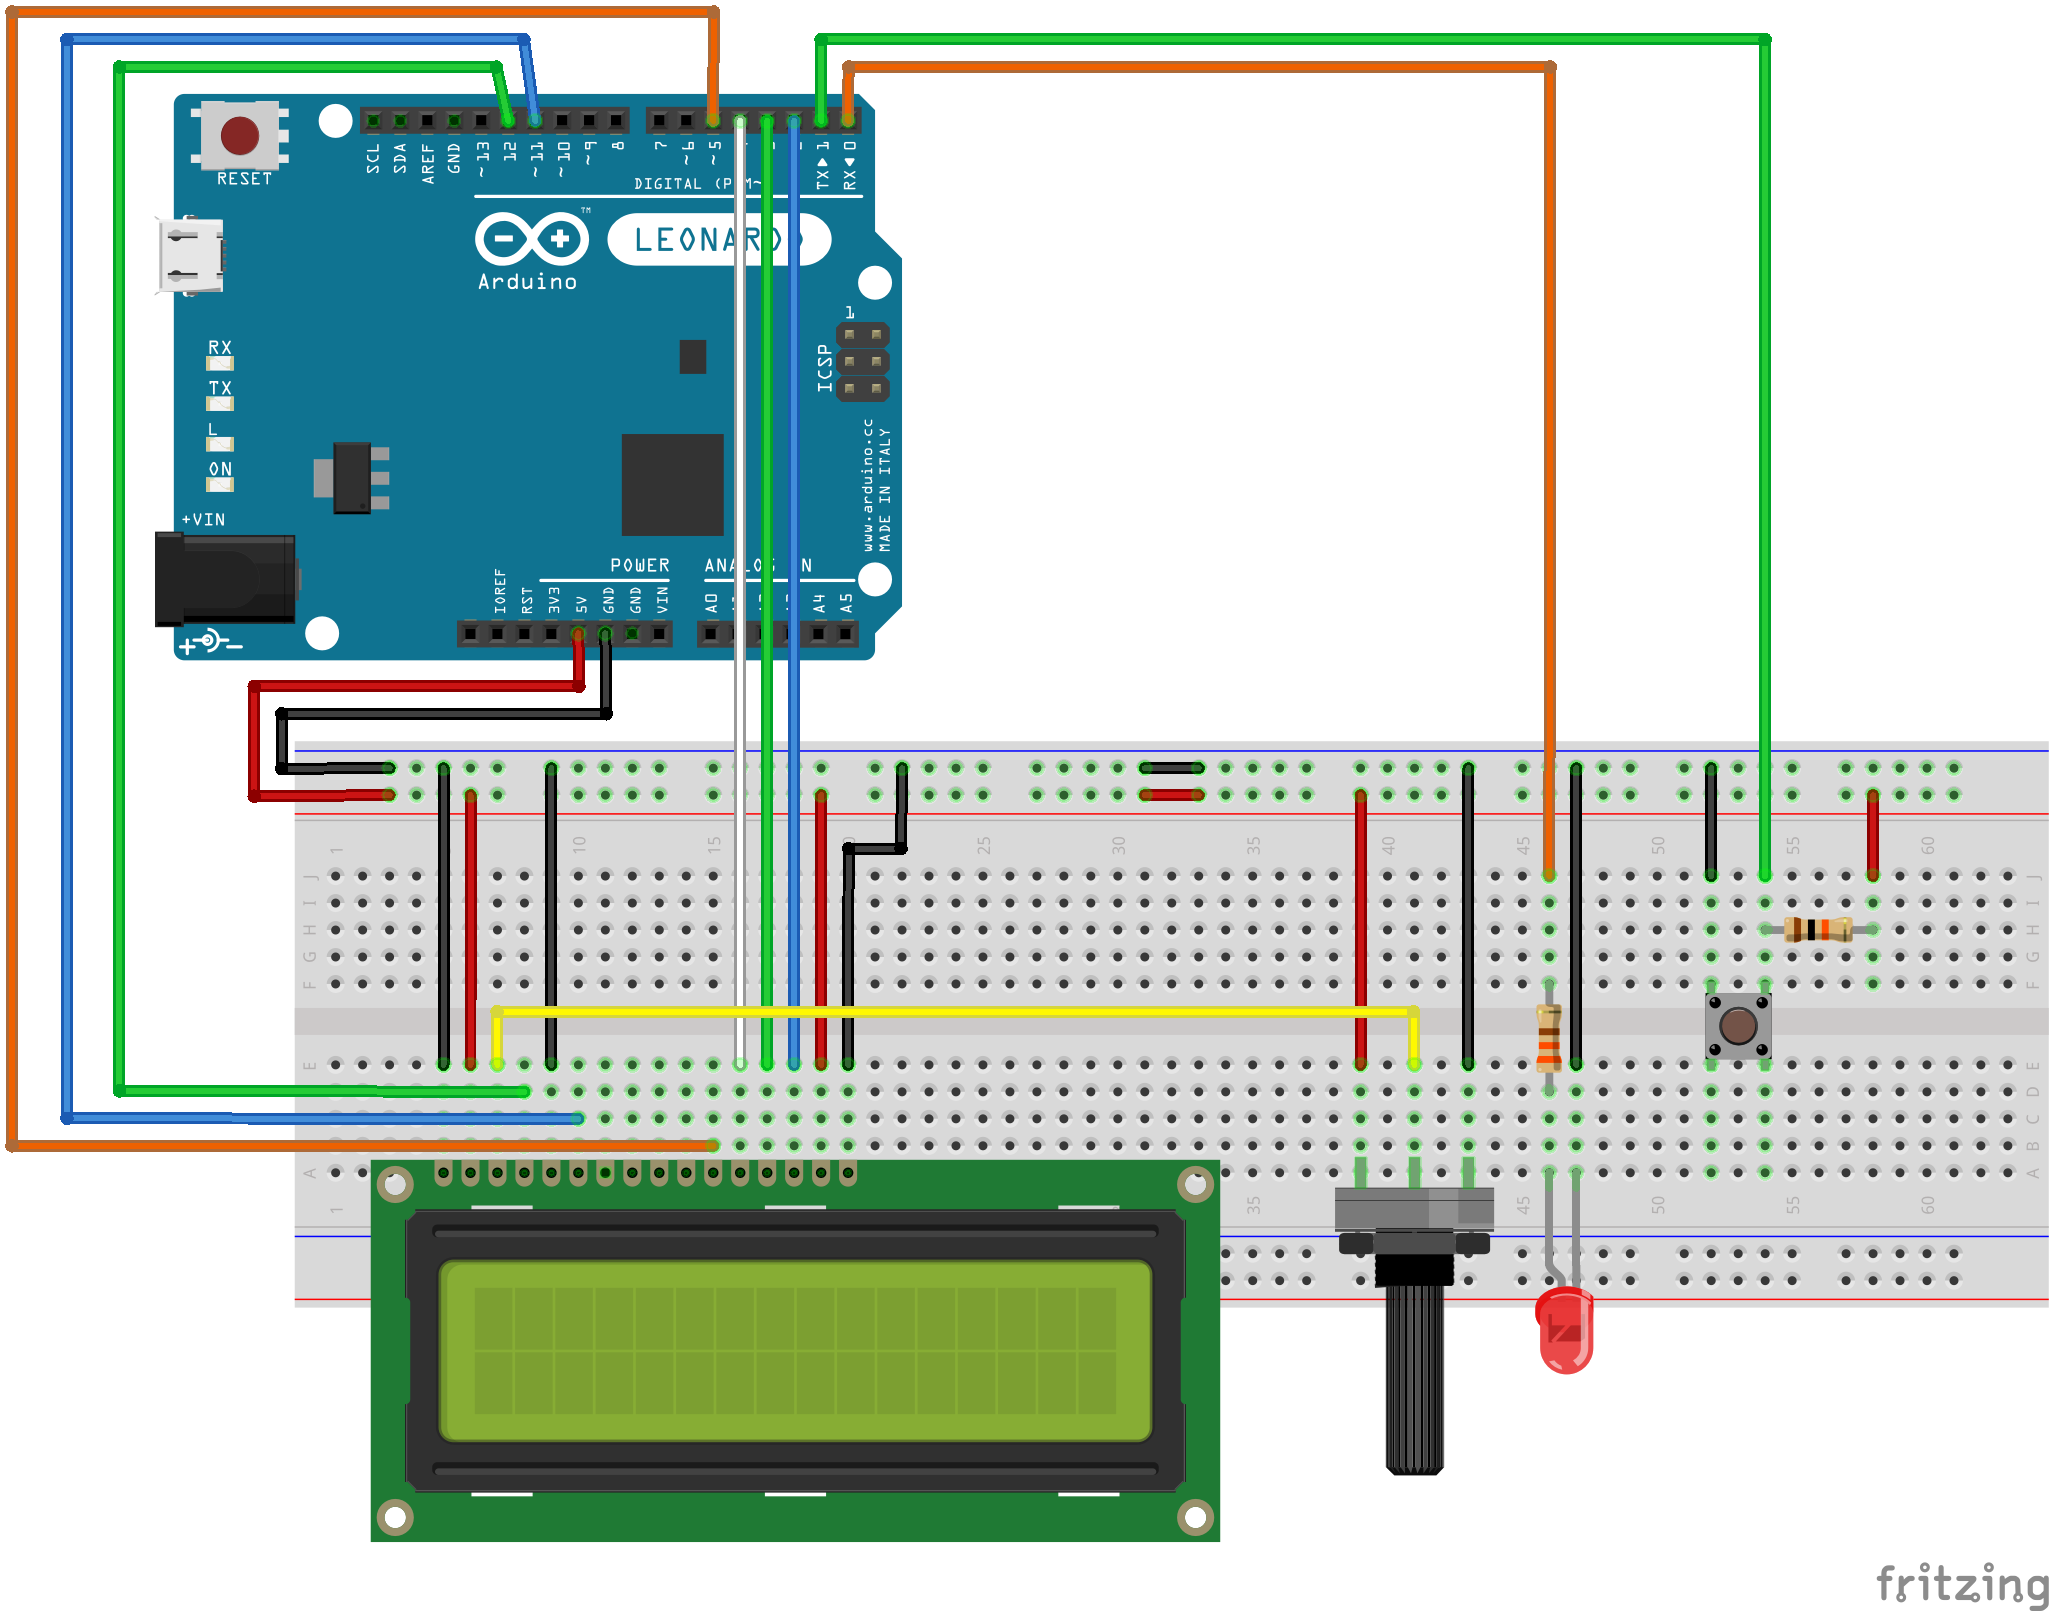 RESET
SCL
SDA
AREF
GND
~13
12
~11
~10
~9
8
7
~6
~5
TX▶1
RX◀0
DIGITAL
™
LEONARD
Arduino
1
ICSP
RX
TX
L
ON
www.arduino.cc
MADE IN ITALY
+VIN
POWER
IOREF
RST
3V3
5V
GND
GND
VIN
A0
A4
A5
+ −
1 10 15 25 30 35 40 45 50 55 60
J J
I I
H H
G G
F F
E E
D
C
B
A A
1 35 45 50 55 60
fritzing